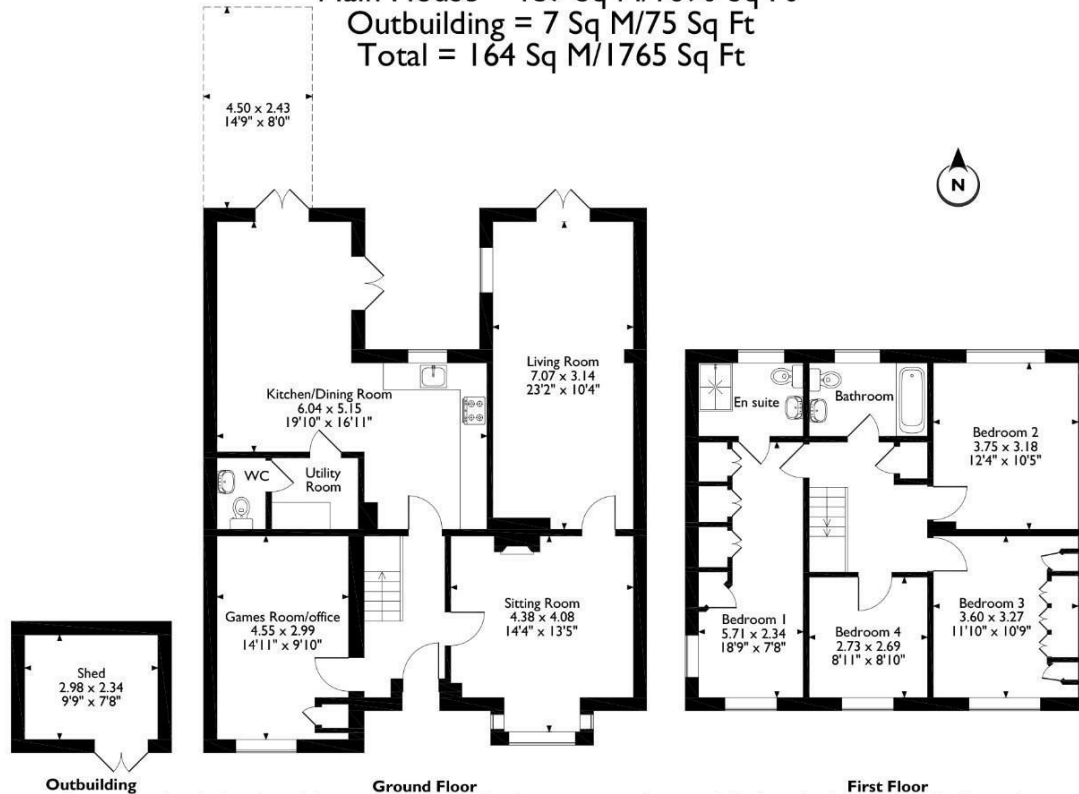 Outbuilding = 7 Sq M/75 Sq Ft
Total = 164 Sq M/1765 Sq Ft
4.50 x 2.43
14'9" x 8'0"
N
Living Room
7.07 x 3.14
23'2" x 10'4"
Kitchen/Dining Room
6.04 x 5.15
19'10" x 16'11"
WC
Utility
Room
Games Room/office
4.55 x 2.99
14'11" x 9'10"
Sitting Room
4.38 x 4.08
14'4" x 13'5"
Shed
2.98 x 2.34
9'9" x 7'8"
En suite
Bathroom
Bedroom 2
3.75 x 3.18
12'4" x 10'5"
Bedroom 1
5.71 x 2.34
18'9" x 7'8"
Bedroom 4
2.73 x 2.69
8'11" x 8'10"
Bedroom 3
3.60 x 3.27
11'10" x 10'9"
Outbuilding
Ground Floor
First Floor